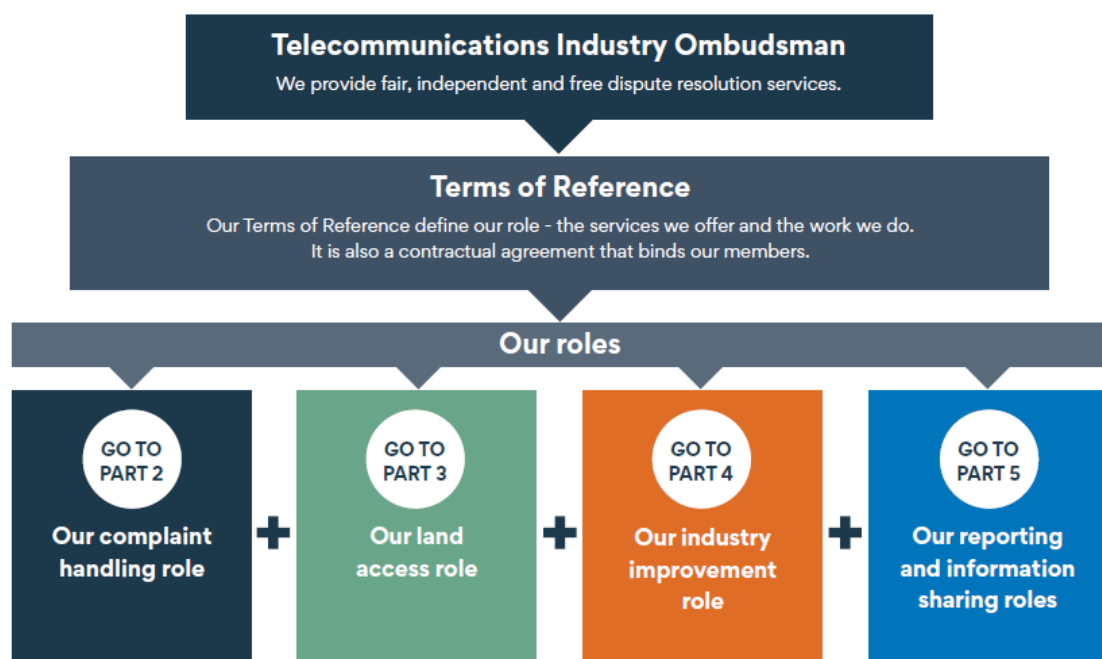 Telecommunications Industry Ombudsman
We provide fair, independent and free dispute resolution services.
Terms of Reference
Our Terms of Reference define our role - the services we offer and the work we do.
It is also a contractual agreement that binds our members.
Our roles
GO TO
PART 2
Our complaint
handling role
GO TO
PART 3
Our land
access role
GO TO
PART 4
Our industry
improvement
role
GO TO
PART 5
Our reporting
and information
sharing roles